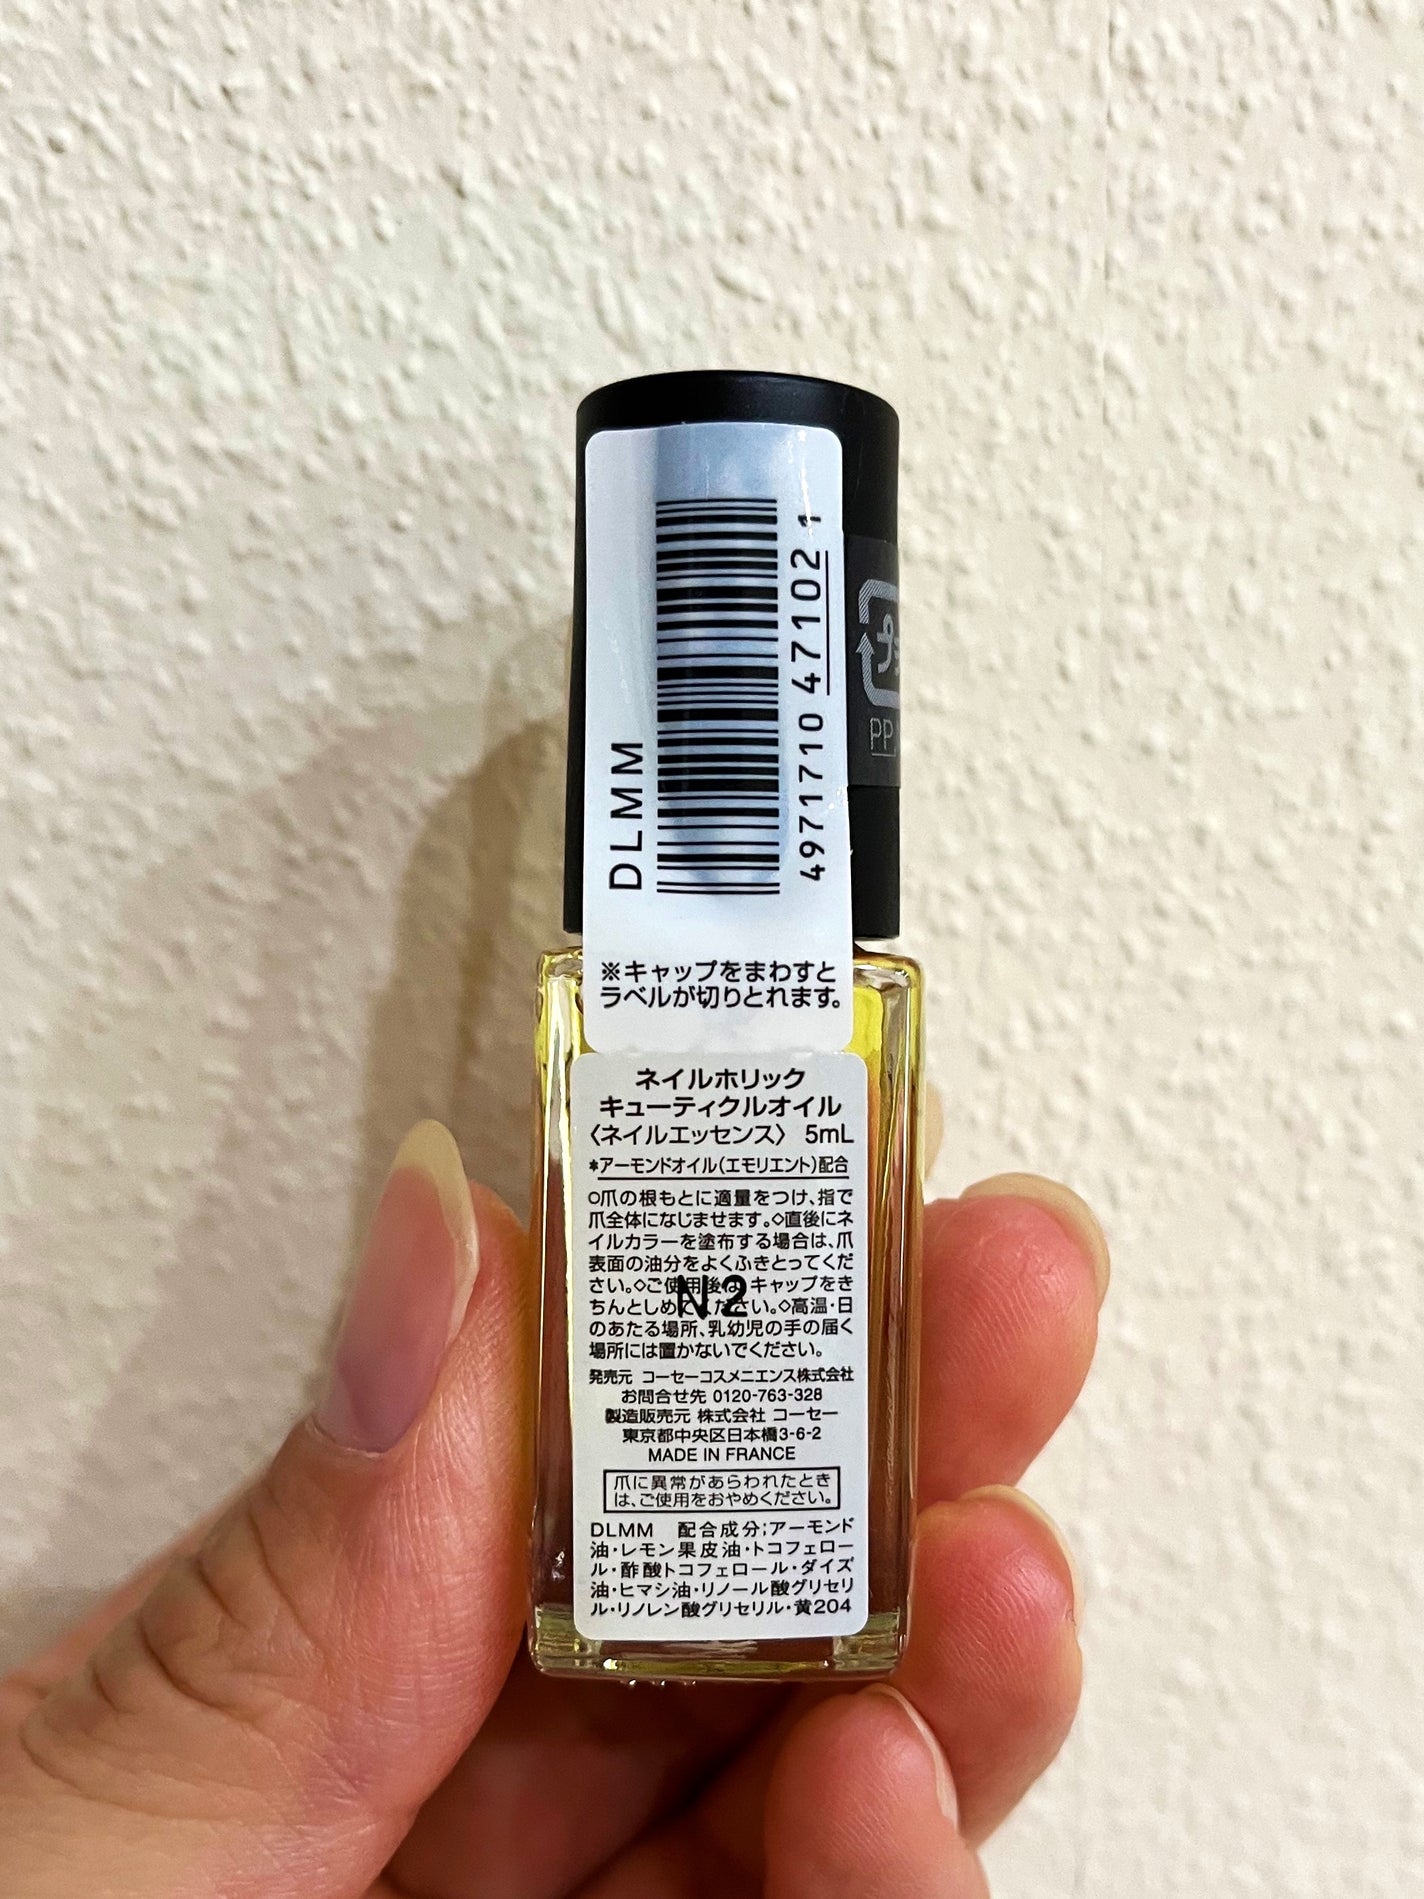 DLMM
4971710 471021
プラ
PP
※キャップをまわすと
ラベルが切りとれます。
ネイルホリック
キューティクルオイル
〈ネイルエッセンス〉 5mL
*アーモンドオイル(エモリエント)配合
○爪の根もとに適量をつけ、指で
爪全体になじませます。◇直後にネ
イルカラーを塗布する場合は、爪
表面の油分をよくふきとってくだ
さい。◇ご使用後は、キャップをき
ちんとしめてください。◇高温・日
のあたる場所、乳幼児の手の届く
場所には置かないでください。
N2
発売元 コーセーコスメニエンス株式会社
お問合せ先 0120-763-328
製造販売元 株式会社 コーセー
東京都中央区日本橋3-6-2
MADE IN FRANCE
爪に異常があらわれたとき
は、ご使用をおやめください。
DLMM 配合成分;アーモンド
油・レモン果皮油・トコフェロー
ル・酢酸トコフェロール・ダイズ
油・ヒマシ油・リノール酸グリセリ
ル・リノレン酸グリセリル・黄204